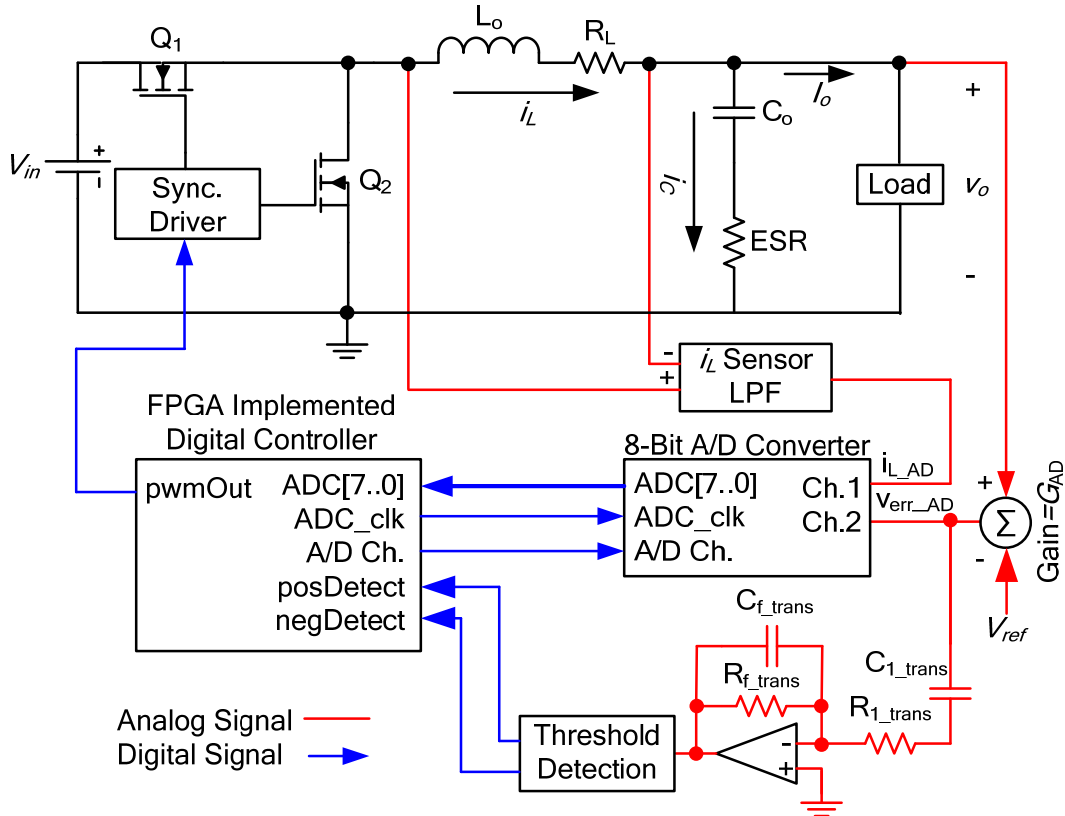 Q1
Lo
RL
iL
Io
Co
iC
ESR
Load
+
vo
-
Vin
+
-
Sync.
Driver
Q2
-
+
iL Sensor
LPF
FPGA Implemented
Digital Controller
pwmOut
ADC[7..0]
ADC_clk
A/D Ch.
posDetect
negDetect
8-Bit A/D Converter
ADC[7..0]
ADC_clk
A/D Ch.
Ch.1
Ch.2
iL_AD
verr_AD
+
Σ
-
Gain=GAD
Vref
Cf_trans
Rf_trans
C1_trans
R1_trans
-
+
Threshold
Detection
Analog Signal
Digital Signal